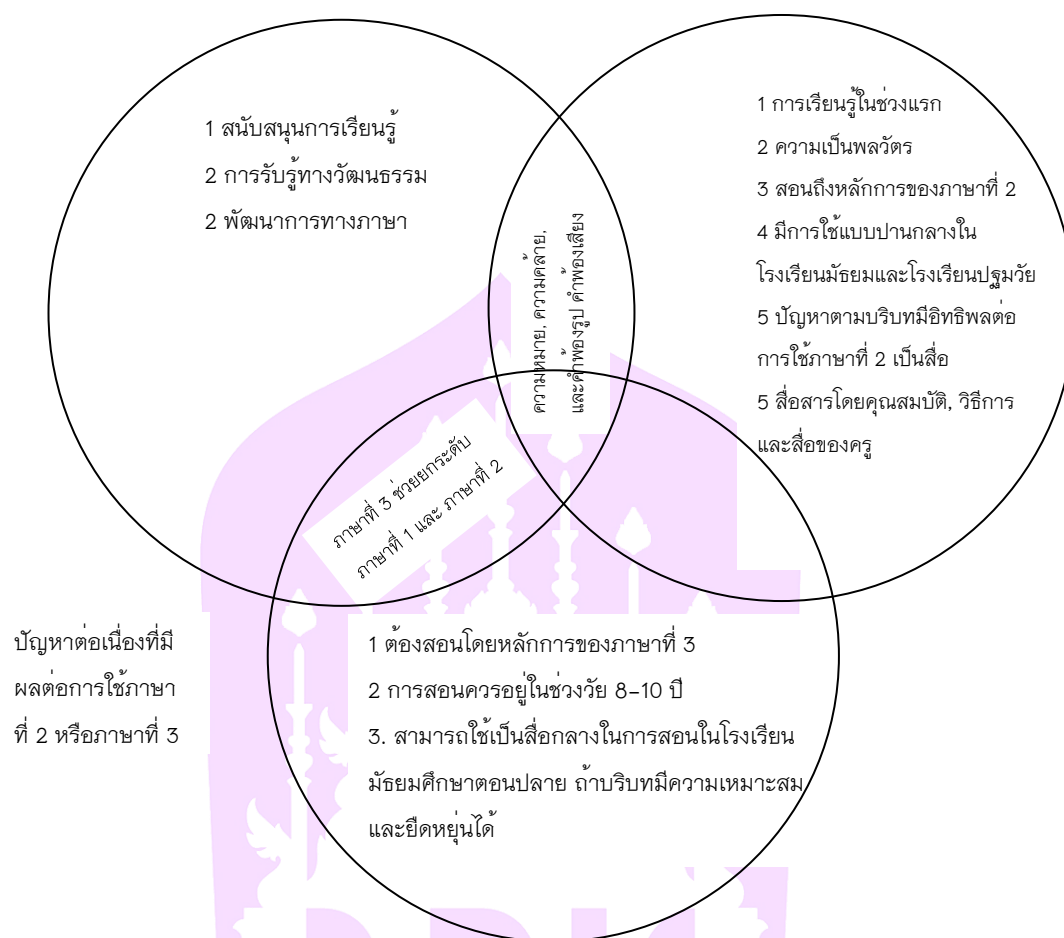 1 สนับสนุนการเรียนรู้
2 การรับรู้ทางวัฒนธรรม
2 พัฒนาการทางภาษา
1 การเรียนรู้ในช่วงแรก
2 ความเป็นพลวัตร
3 สอนถึงหลักการของภาษาที่ 2
4 มีการใช้แบบปานกลางใน
โรงเรียนมัธยมและโรงเรียนปฐมวัย
5 ปัญหาตามบริบทมีอิทธิพลต่อ
การใช้ภาษาที่ 2 เป็นสื่อ
5 สื่อสารโดยคุณสมบัติ, วิธีการ
และสื่อของครู
ความหมาย, ความคล้าย,
และคำพ้องรูป คำพ้องเสียง
ภาษาที่ 3 ช่วยยกระดับ
ภาษาที่ 1 และ ภาษาที่ 2
ปัญหาต่อเนื่องที่มี
ผลต่อการใช้ภาษา
ที่ 2 หรือภาษาที่ 3
1 ต้องสอนโดยหลักการของภาษาที่ 3
2 การสอนควรอยู่ในช่วงวัย 8-10 ปี
3. สามารถใช้เป็นสื่อกลางในการสอนในโรงเรียน
มัธยมศึกษาตอนปลาย ถ้าบริบทมีความเหมาะสม
และยืดหยุ่นได้